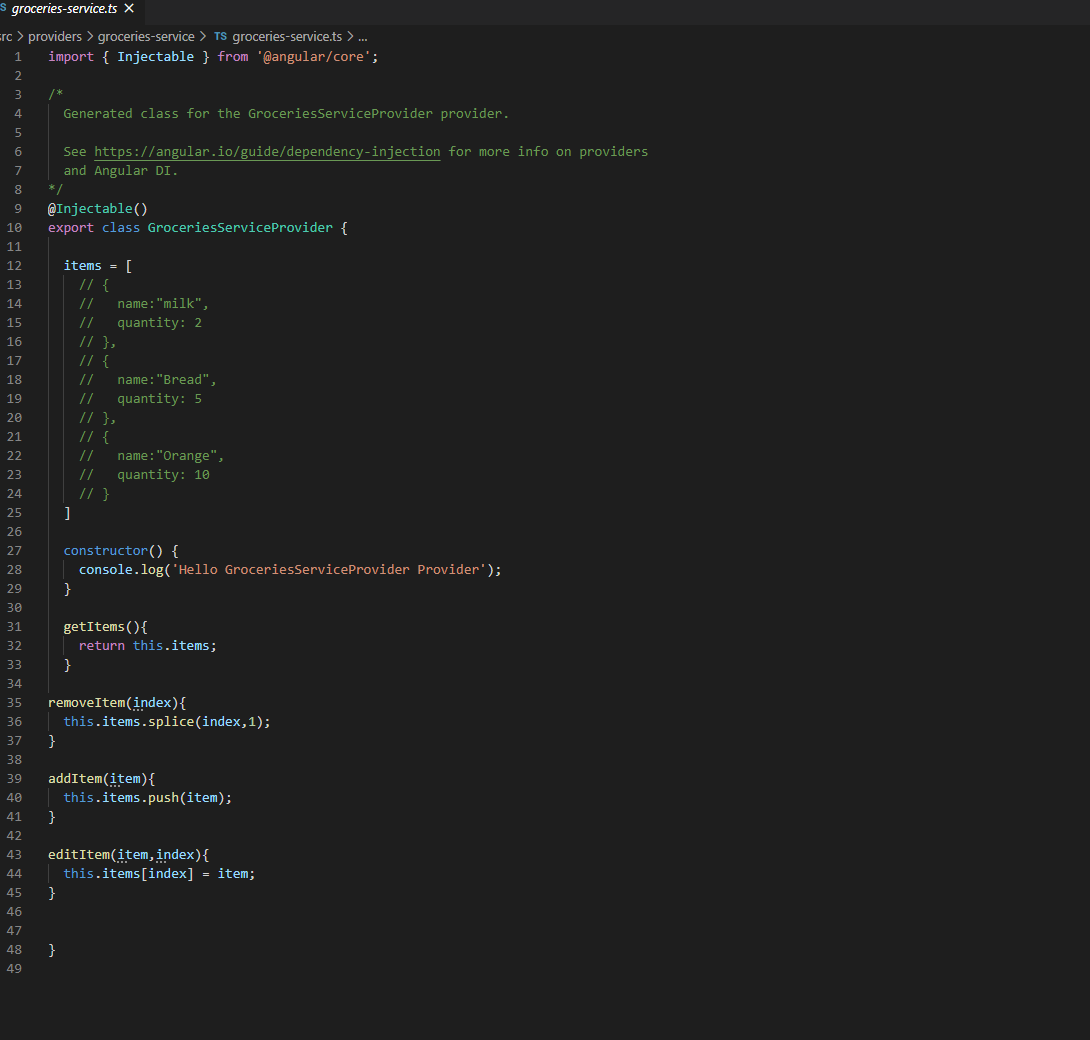 groceries-service.ts ×
rc > providers > groceries-service > TS groceries-service.ts > ...
1 import { Injectable } from '@angular/core';
2
3 /*
4   Generated class for the GroceriesServiceProvider provider.
5
6   See https://angular.io/guide/dependency-injection for more info on providers
7   and Angular DI.
8 */
9 @Injectable()
10 export class GroceriesServiceProvider {
11
12   items = [
13     // {
14     //   name:"milk",
15     //   quantity: 2
16     // },
17     // {
18     //   name:"Bread",
19     //   quantity: 5
20     // },
21     // {
22     //   name:"Orange",
23     //   quantity: 10
24     // }
25   ]
26
27   constructor() {
28     console.log('Hello GroceriesServiceProvider Provider');
29   }
30
31   getItems(){
32     return this.items;
33   }
34
35 removeItem(index){
36   this.items.splice(index,1);
37 }
38
39 addItem(item){
40   this.items.push(item);
41 }
42
43 editItem(item,index){
44   this.items[index] = item;
45 }
46
47
48 }
49